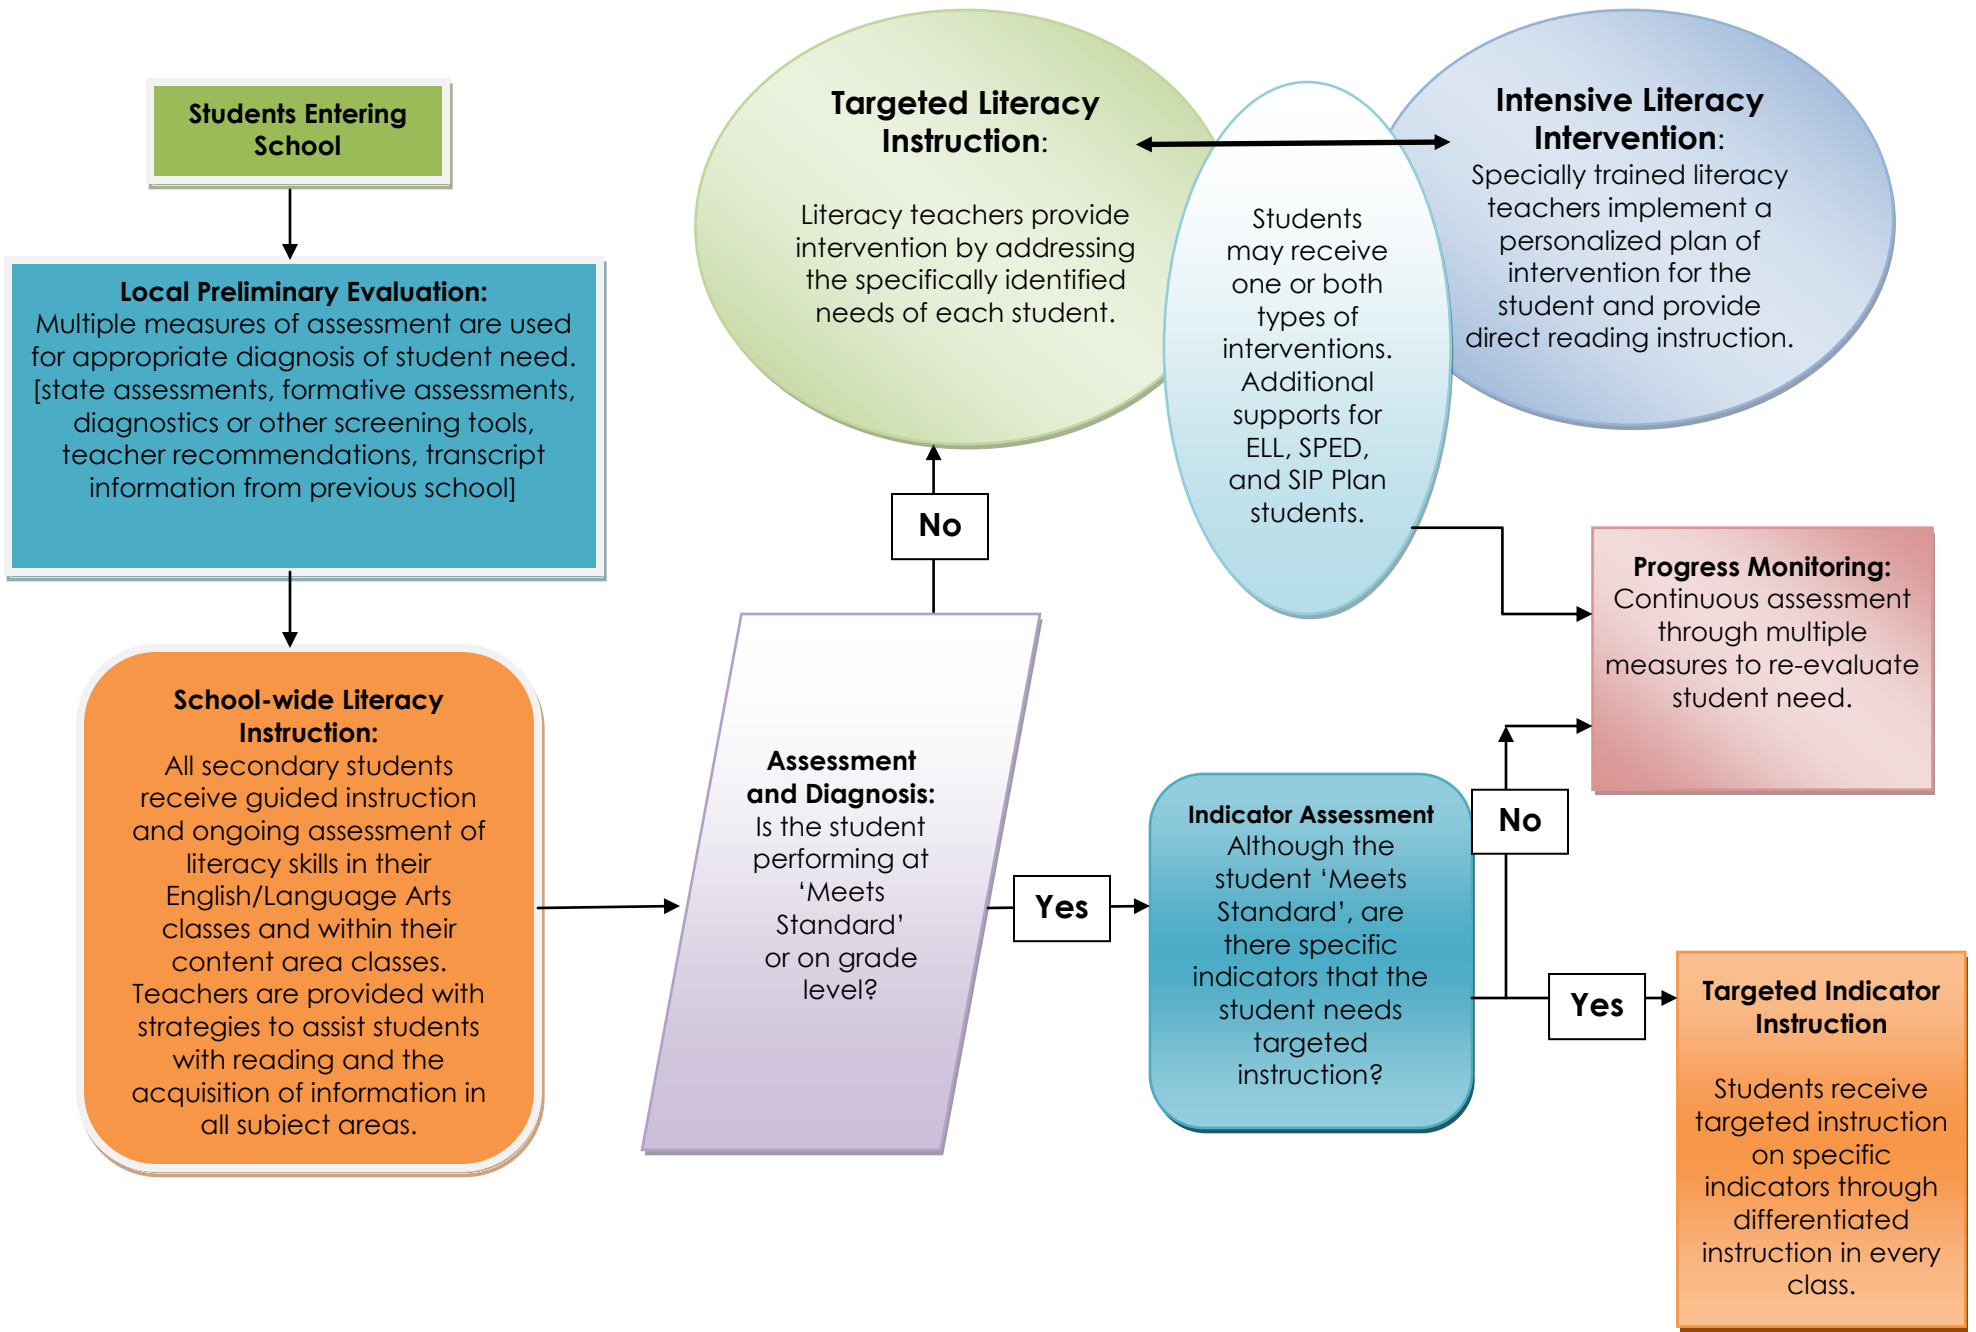 Students Entering
School
Local Preliminary Evaluation:
Multiple measures of assessment are used
for appropriate diagnosis of student need.
[state assessments, formative assessments,
diagnostics or other screening tools,
teacher recommendations, transcript
information from previous school]
School-wide Literacy
Instruction:
All secondary students
receive guided instruction
and ongoing assessment of
literacy skills in their
English/Language Arts
classes and within their
content area classes.
Teachers are provided with
strategies to assist students
with reading and the
acquisition of information in
all subject areas.
Assessment
and Diagnosis:
Is the student
performing at
‘Meets
Standard’
or on grade
level?
No
Targeted Literacy
Instruction:
Literacy teachers provide
intervention by addressing
the specifically identified
needs of each student.
Students
may receive
one or both
types of
interventions.
Additional
supports for
ELL, SPED,
and SIP Plan
students.
Intensive Literacy
Intervention:
Specially trained literacy
teachers implement a
personalized plan of
intervention for the
student and provide
direct reading instruction.
Progress Monitoring:
Continuous assessment
through multiple
measures to re-evaluate
student need.
Yes
Indicator Assessment
Although the
student ‘Meets
Standard’, are
there specific
indicators that the
student needs
targeted
instruction?
No
Yes
Targeted Indicator
Instruction
Students receive
targeted instruction
on specific
indicators through
differentiated
instruction in every
class.